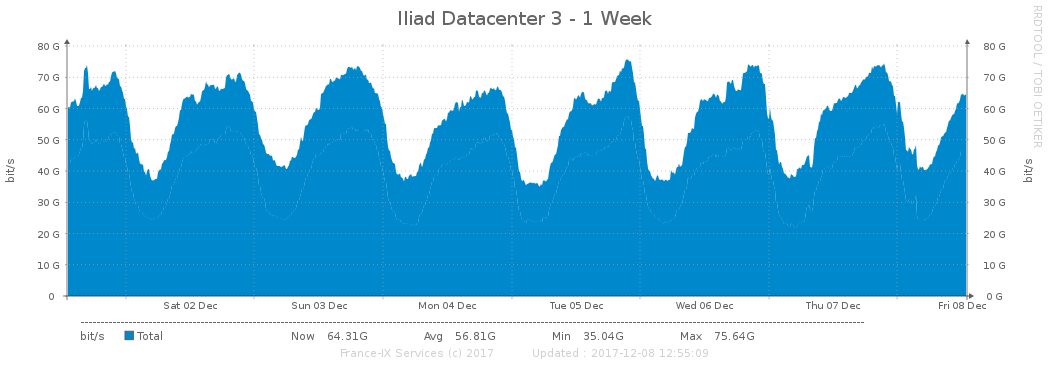 Iliad Datacenter 3 - 1 Week
RRDTOOL / TOBI OETIKER
80 G 80 G
70 G 70 G
60 G 60 G
50 G 50 G
40 G 40 G
30 G 30 G
20 G 20 G
10 G 10 G
0 0 G
bit/s bit/s
Sat 02 Dec Sun 03 Dec Mon 04 Dec Tue 05 Dec Wed 06 Dec Thu 07 Dec Fri 08 Dec
bit/s Total Now 64.31G Avg 56.81G Min 35.04G Max 75.64G
France-IX Services (c) 2017 Updated : 2017-12-08 12:55:09